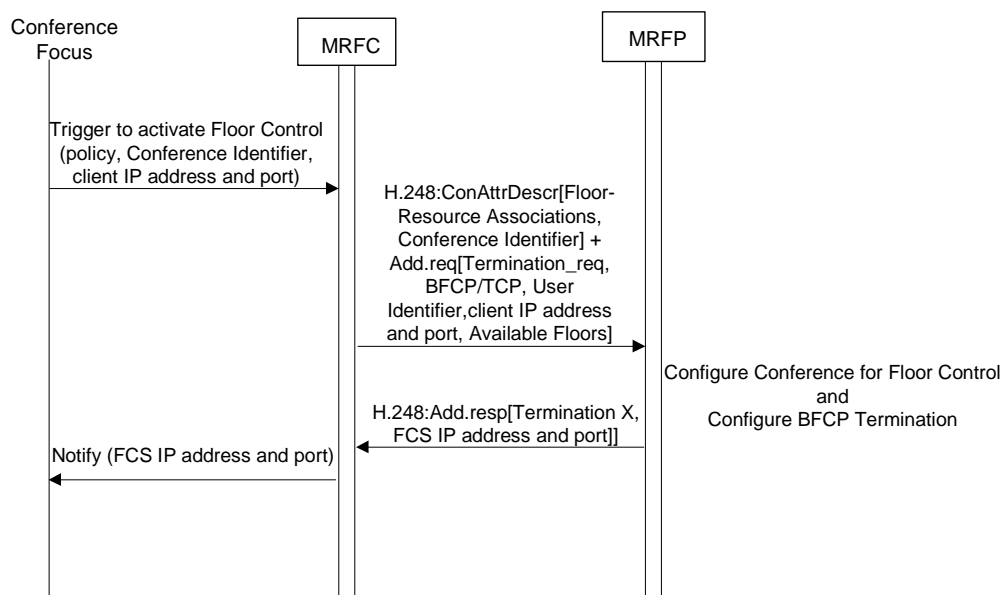 Conference
Focus
MRFC
MRFP
Trigger to activate Floor Control
(policy, Conference Identifier,
client IP address and port)
H.248:ConAttrDescr[Floor-
Resource Associations,
Conference Identifier] +
Add.req[Termination_req,
BFCP/TCP, User
Identifier,client IP address
and port, Available Floors]
Configure Conference for Floor Control
and
Configure BFCP Termination
H.248:Add.resp[Termination X,
FCS IP address and port]]
Notify (FCS IP address and port)